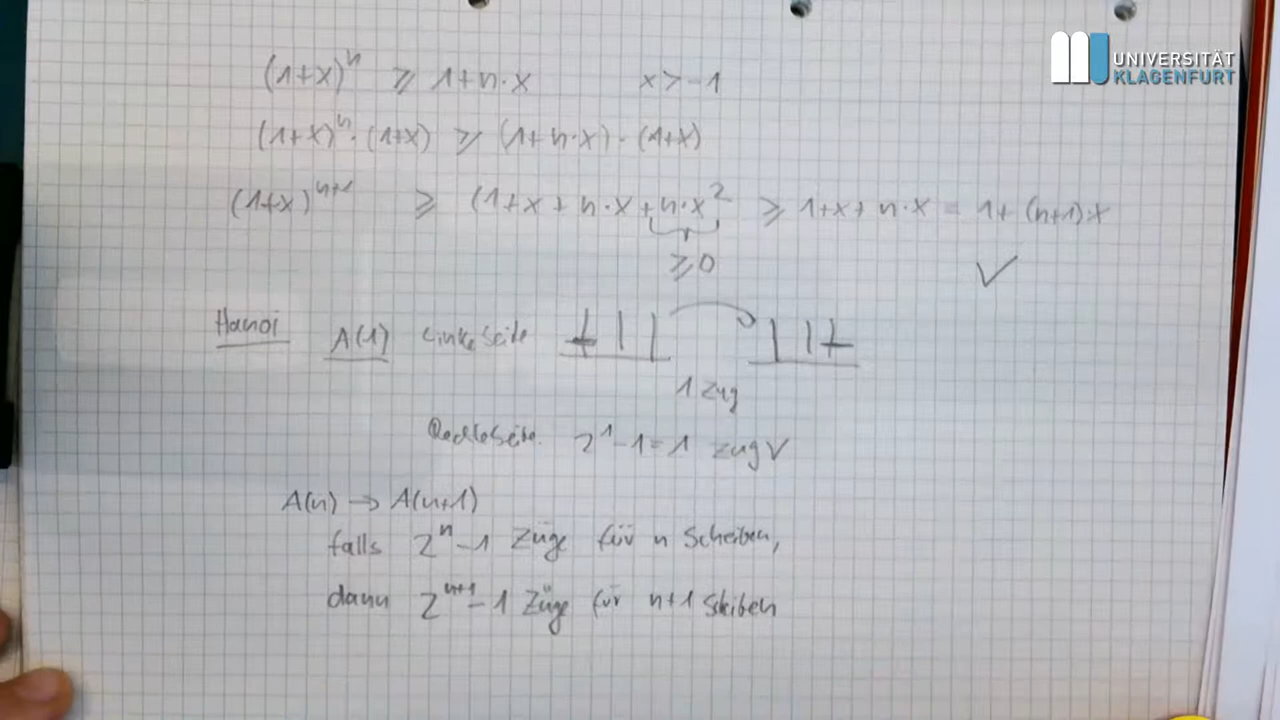 UNIVERSITÄT
KLAGENFURT
(1+x)^n ≥ 1+n·x x>-1
(1+x)^n·(1+x) ≥ (1+n·x)·(1+x)
(1+x)^{n+1} ≥ (1+x+n·x+n·x^2 ≥ 1+x+n·x = 1+(n+1)·x
≥0 ✓
Hanoi A(1) Linke Seite
1 Zug
Rechte Seite. 2^1-1=1 Zug ✓
A(n) → A(n+1)
falls 2^n-1 Züge für n Scheiben,
dann 2^{n+1}-1 Züge für n+1 Scheiben